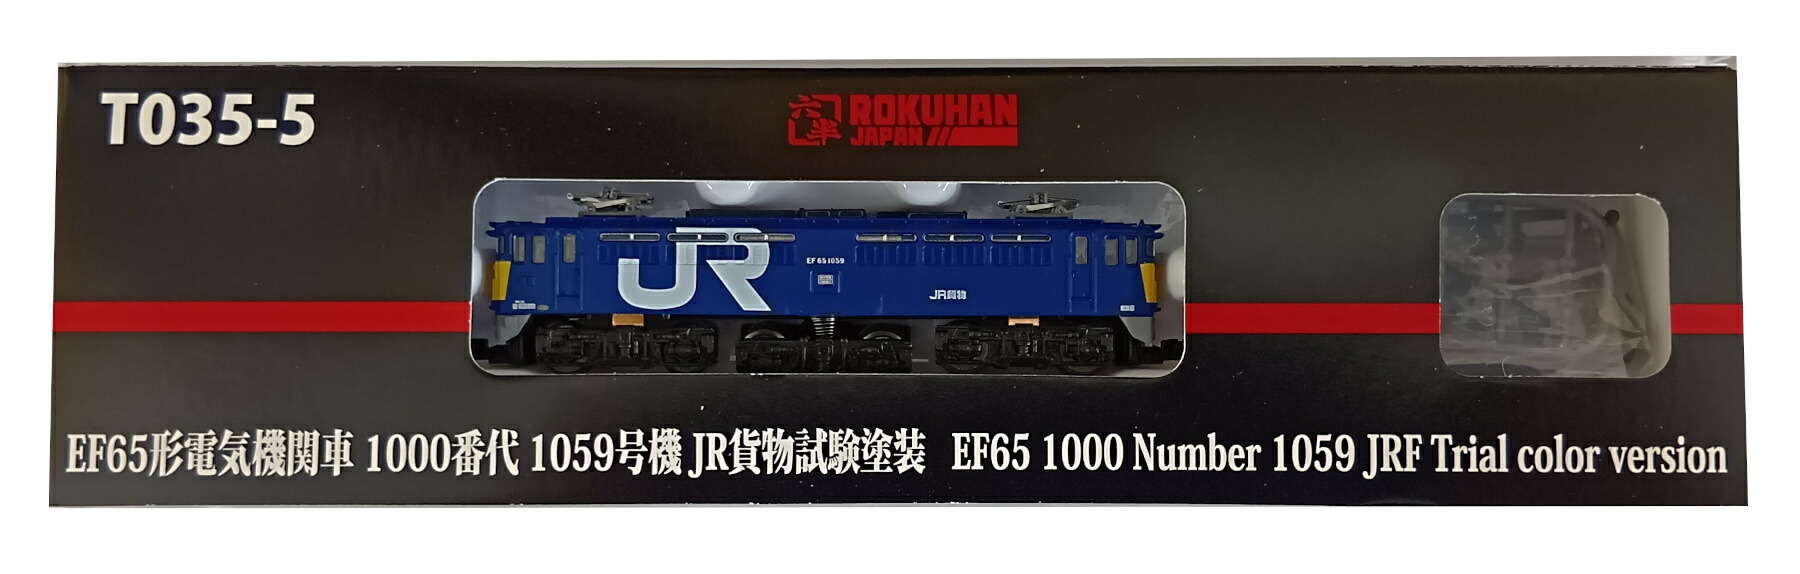 T035-5
六半 ROKUHAN
JAPAN
JR
EF65 1059
JR貨物
EF65形電気機関車 1000番代 1059号機 JR貨物試験塗装 EF65 1000 Number 1059 JRF Trial color version